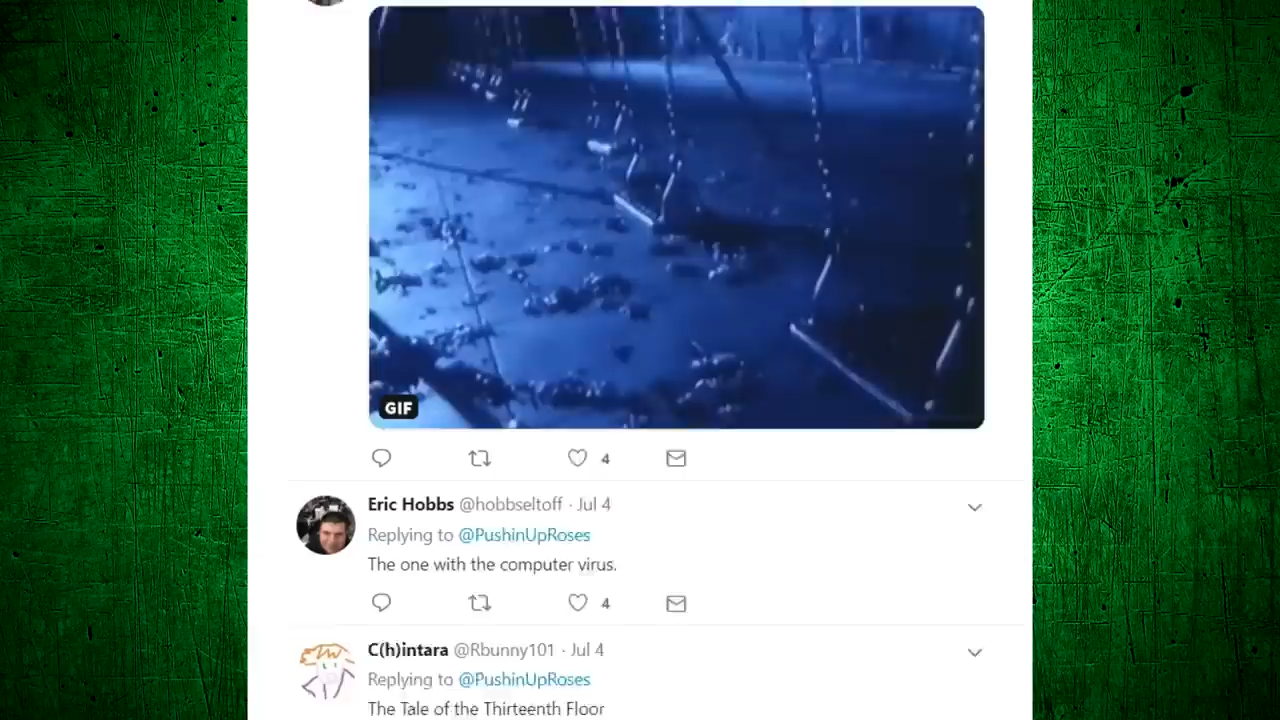 GIF
4
Eric Hobbs @hobbseltoff · Jul 4
Replying to @PushinUpRoses
The one with the computer virus.
4
C(h)intara @Rbunny101 · Jul 4
Replying to @PushinUpRoses
The Tale of the Thirteenth Floor